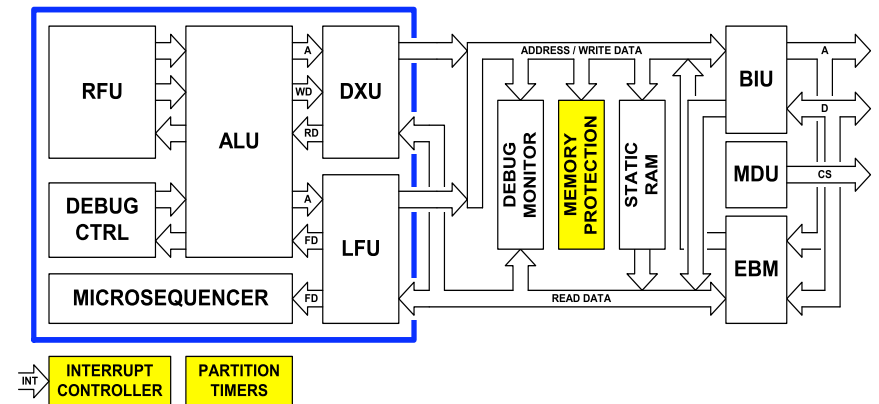 RFU
ALU
A
WD
RD
DXU
ADDRESS / WRITE DATA
BIU
A
D
DEBUG
MONITOR
MEMORY
PROTECTION
STATIC
RAM
MDU
CS
DEBUG
CTRL
A
FD
LFU
EBM
MICROSEQUENCER
FD
READ DATA
INT
INTERRUPT
CONTROLLER
PARTITION
TIMERS